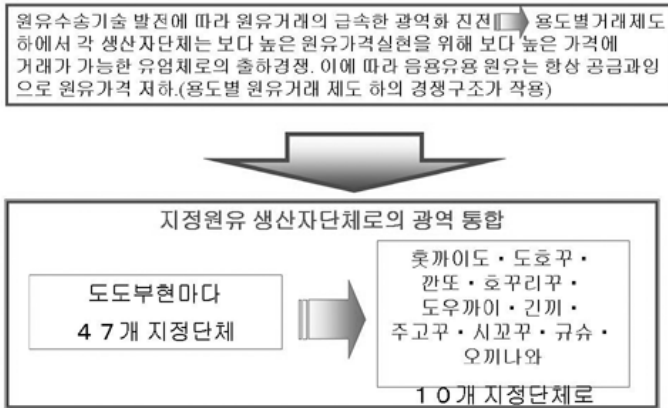 원유수송기술 발전에 따라 원유거래의 급속한 광역화 진전 용도별거래제도
하에서 각 생산자단체는 보다 높은 원유가격실현을 위해 보다 높은 가격에
거래가 가능한 유업체로의 출하경쟁. 이에 따라 음용유용 원유는 항상 공급과잉
으로 원유가격 저하.(용도별 원유거래 제도 하의 경쟁구조가 작용)
지정원유 생산자단체로의 광역 통합
도도부현마다
47개 지정단체
홋까이도・도호꾸・
깐또・호꾸리꾸・
도우까이・긴끼・
주고꾸・시꼬꾸・규슈・
오끼나와
10개 지정단체로